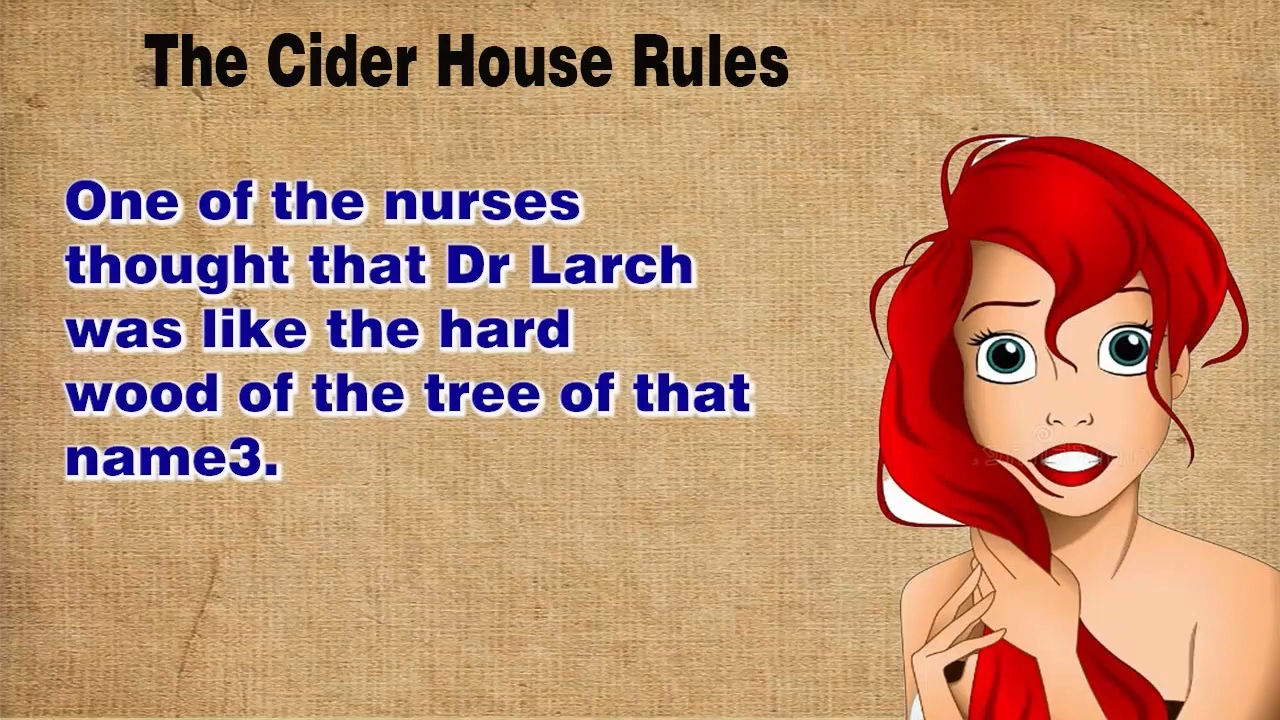 The Cider House Rules
One of the nurses
thought that Dr Larch
was like the hard
wood of the tree of that
name3.